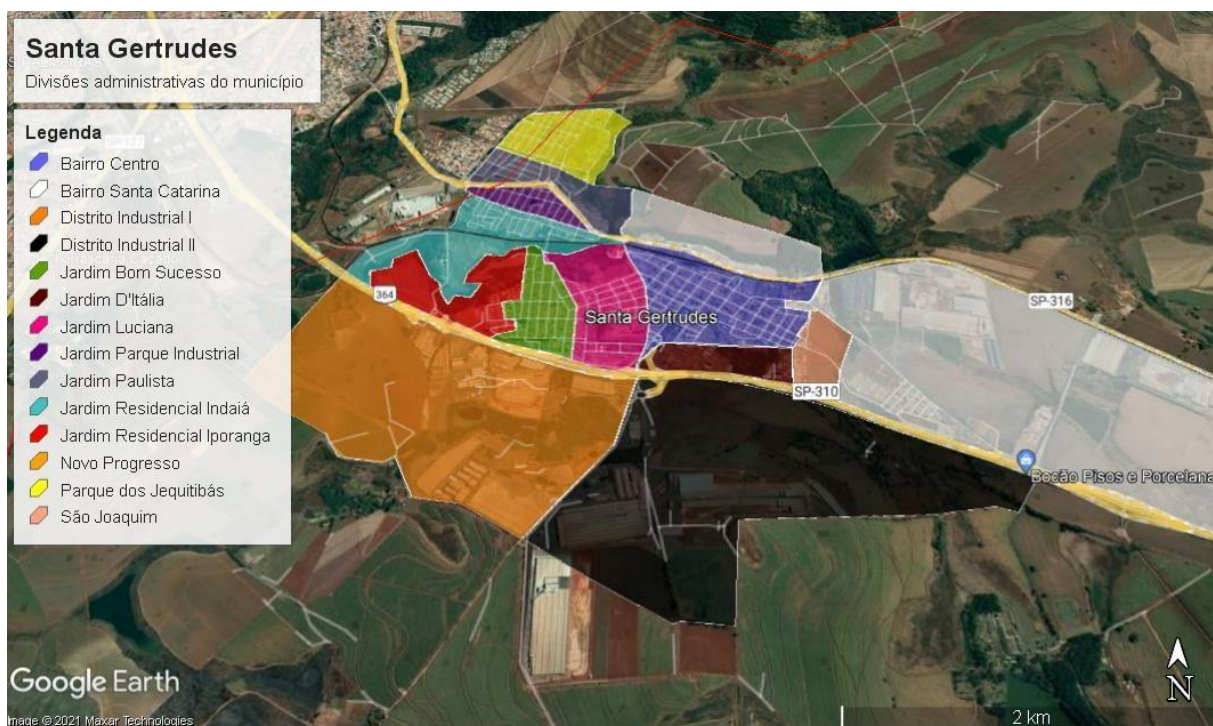 Santa Gertrudes
Divisões administrativas do município
Legenda
Bairro Centro
Bairro Santa Catarina
Distrito Industrial I
Distrito Industrial II
Jardim Bom Sucesso
Jardim D'Itália
Jardim Luciana
Jardim Parque Industrial
Jardim Paulista
Jardim Residencial Indaiá
Jardim Residencial Iporanga
Novo Progresso
Parque dos Jequitibás
São Joaquim
364
Santa Gertrudes
SP-316
SP-310
Bocão Pisos e Porcelana
Google Earth
Image © 2021 Maxar Technologies
N
2 km